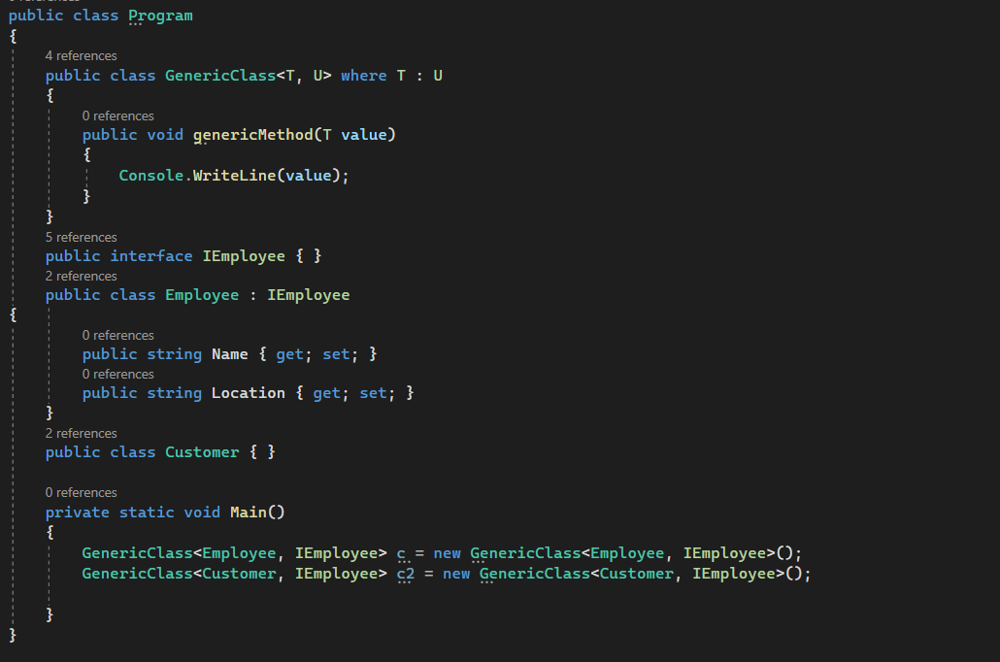 public class Program
{
4 references
public class GenericClass<T, U> where T : U
{
0 references
public void genericMethod(T value)
{
Console.WriteLine(value);
}
}
5 references
public interface IEmployee { }
2 references
public class Employee : IEmployee
{
0 references
public string Name { get; set; }
0 references
public string Location { get; set; }
}
2 references
public class Customer { }
0 references
private static void Main()
{
GenericClass<Employee, IEmployee> c = new GenericClass<Employee, IEmployee>();
GenericClass<Customer, IEmployee> c2 = new GenericClass<Customer, IEmployee>();
}
}